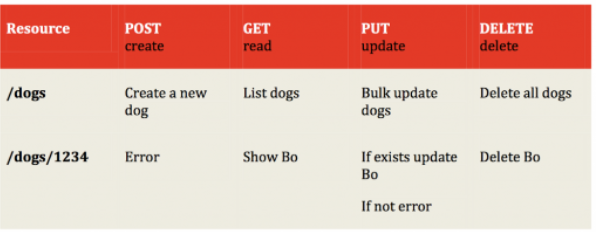 Resource POST GET PUT DELETE
create read update delete
/dogs Create a new List dogs Bulk update Delete all dogs
dog dogs
/dogs/1234 Error Show Bo If exists update Delete Bo
Bo
If not error